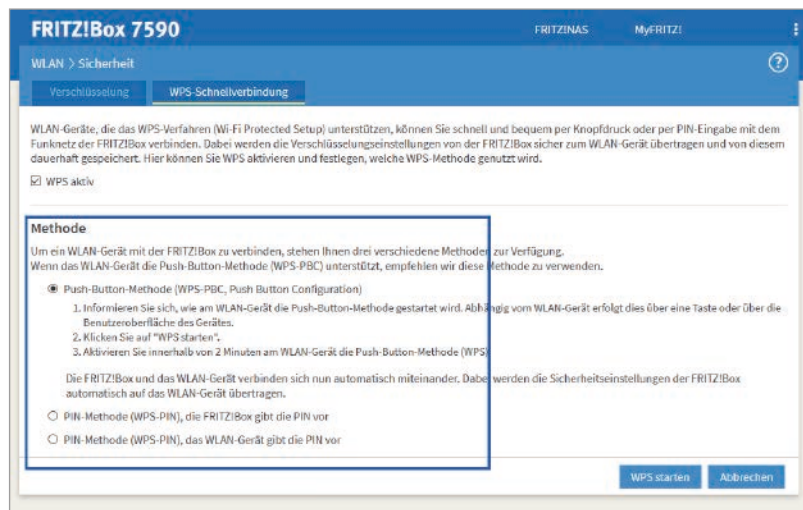 FRITZ!Box 7590
FRITZ!NAS
MyFRITZ!
WLAN > Sicherheit
?
Verschlüsselung
WPS-Schnellverbindung
WLAN-Geräte, die das WPS-Verfahren (Wi-Fi Protected Setup) unterstützen, können Sie schnell und bequem per Knopfdruck oder per PIN-Eingabe mit dem
Funknetz der FRITZ!Box verbinden. Dabei werden die Verschlüsselungseinstellungen von der FRITZ!Box sicher zum WLAN-Gerät übertragen und von diesem
dauerhaft gespeichert. Hier können Sie WPS aktivieren und festlegen, welche WPS-Methode genutzt wird.
WPS aktiv
Methode
Um ein WLAN-Gerät mit der FRITZ!Box zu verbinden, stehen Ihnen drei verschiedene Methoden zur Verfügung.
Wenn das WLAN-Gerät die Push-Button-Methode (WPS-PBC) unterstützt, empfehlen wir diese Methode zu verwenden.
Push-Button-Methode (WPS-PBC, Push Button Configuration)
1. Informieren Sie sich, wie am WLAN-Gerät die Push-Button-Methode gestartet wird. Abhängig vom WLAN-Gerät erfolgt dies über eine Taste oder über die
Benutzeroberfläche des Gerätes.
2. Klicken Sie auf "WPS starten".
3. Aktivieren Sie innerhalb von 2 Minuten am WLAN-Gerät die Push-Button-Methode (WPS)
Die FRITZ!Box und das WLAN-Gerät verbinden sich nun automatisch miteinander. Dabei werden die Sicherheitseinstellungen der FRITZ!Box
automatisch auf das WLAN-Gerät übertragen.
PIN-Methode (WPS-PIN), die FRITZ!Box gibt die PIN vor
PIN-Methode (WPS-PIN), das WLAN-Gerät gibt die PIN vor
WPS starten
Abbrechen